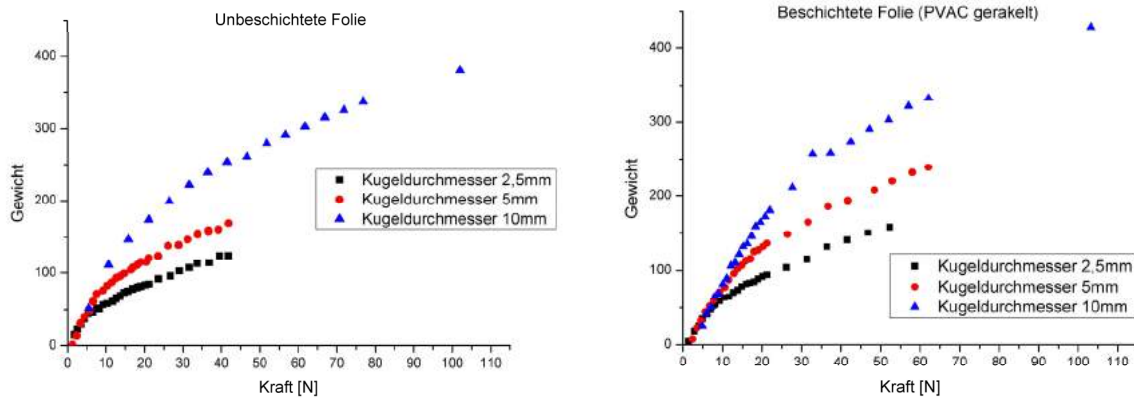 Unbeschichtete Folie
400
300
200
100
0
Gewicht
Kugeldurchmesser 2,5mm
Kugeldurchmesser 5mm
Kugeldurchmesser 10mm
0 10 20 30 40 50 60 70 80 90 100 110
Kraft [N]
Beschichtete Folie (PVAC gerakelt)
400
300
200
100
0
Gewicht
Kugeldurchmesser 2,5mm
Kugeldurchmesser 5mm
Kugeldurchmesser 10mm
0 10 20 30 40 50 60 70 80 90 100 110
Kraft [N]